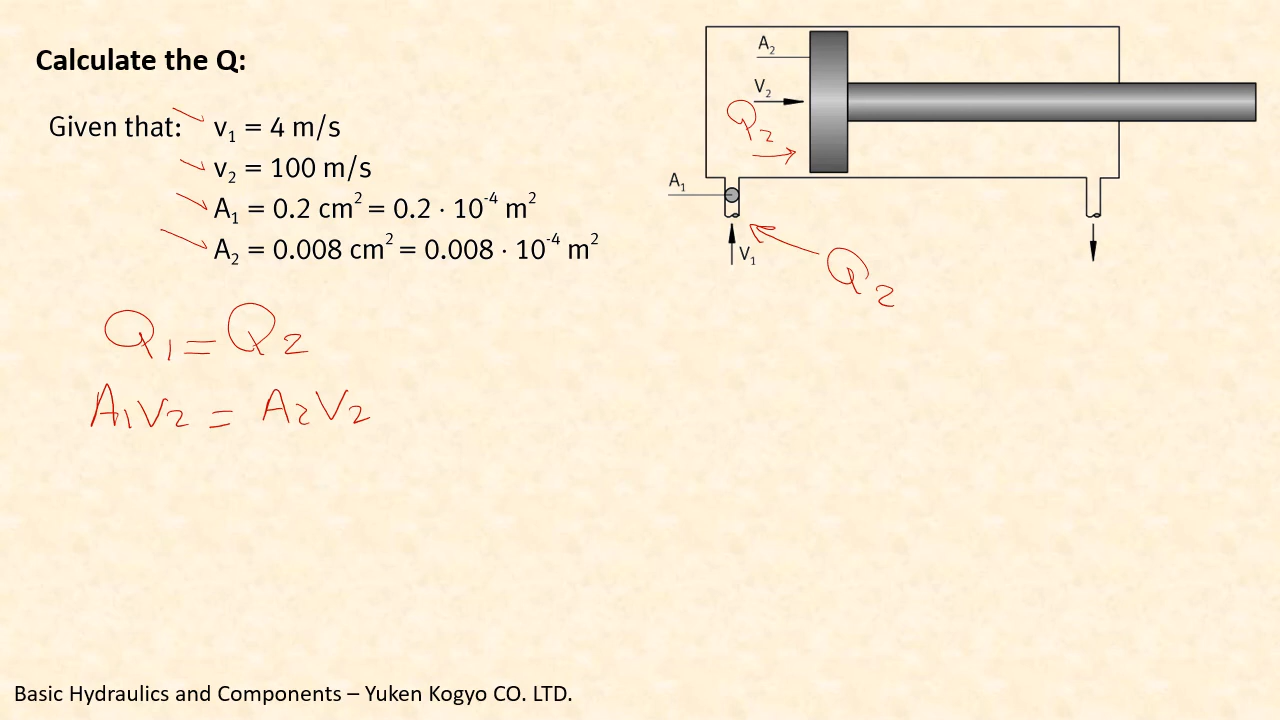 Calculate the Q:
Given that: v₁ = 4 m/s
v₂ = 100 m/s
A₁ = 0.2 cm² = 0.2 · 10⁻⁴ m²
A₂ = 0.008 cm² = 0.008 · 10⁻⁴ m²
Q₁ = Q₂
A₁V₂ = A₂V₂
A₂
V₂
Q₂
A₁
V₁
Q₂
Basic Hydraulics and Components – Yuken Kogyo CO. LTD.